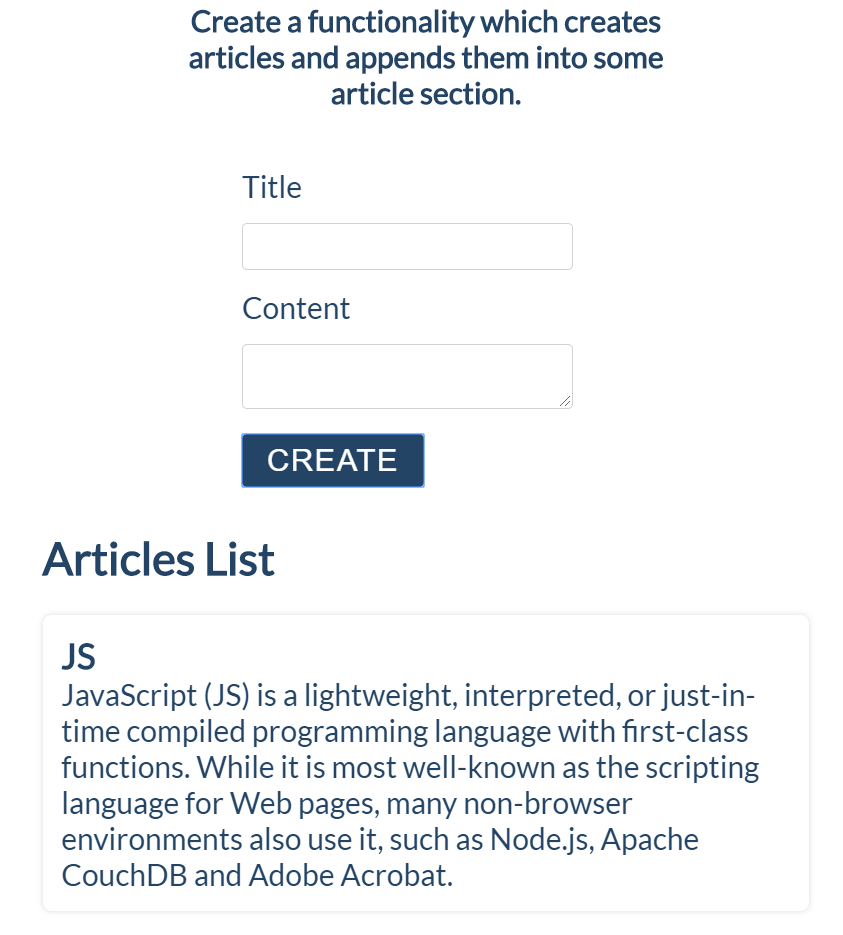 Create a functionality which creates
articles and appends them into some
article section.
Title
Content
CREATE
Articles List
JS
JavaScript (JS) is a lightweight, interpreted, or just-in-
time compiled programming language with first-class
functions. While it is most well-known as the scripting
language for Web pages, many non-browser
environments also use it, such as Node.js, Apache
CouchDB and Adobe Acrobat.